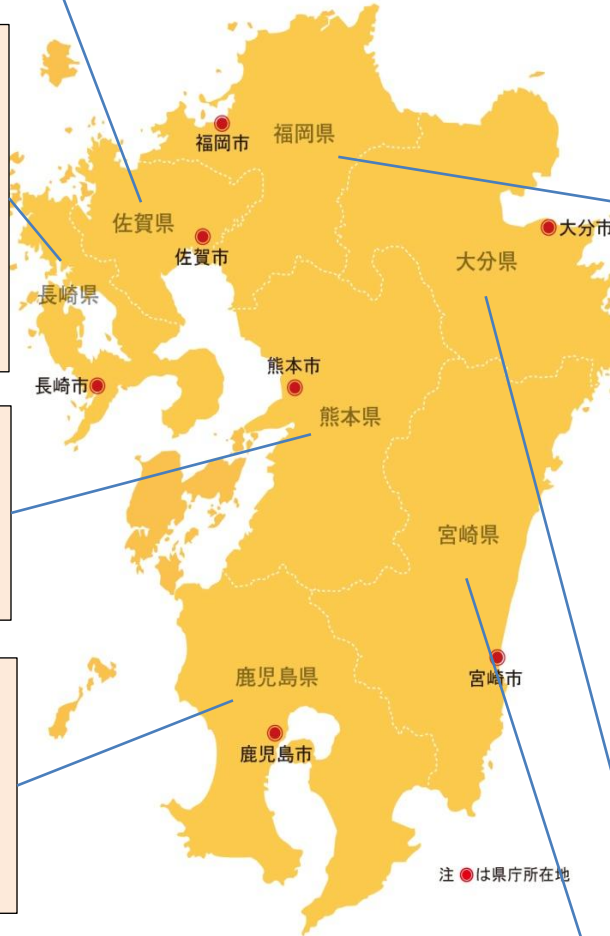 福岡市
福岡県
佐賀県
佐賀市
大分市
大分県
長崎県
長崎市
熊本市
熊本県
宮崎県
宮崎市
鹿児島県
鹿児島市
注 ◉は県庁所在地